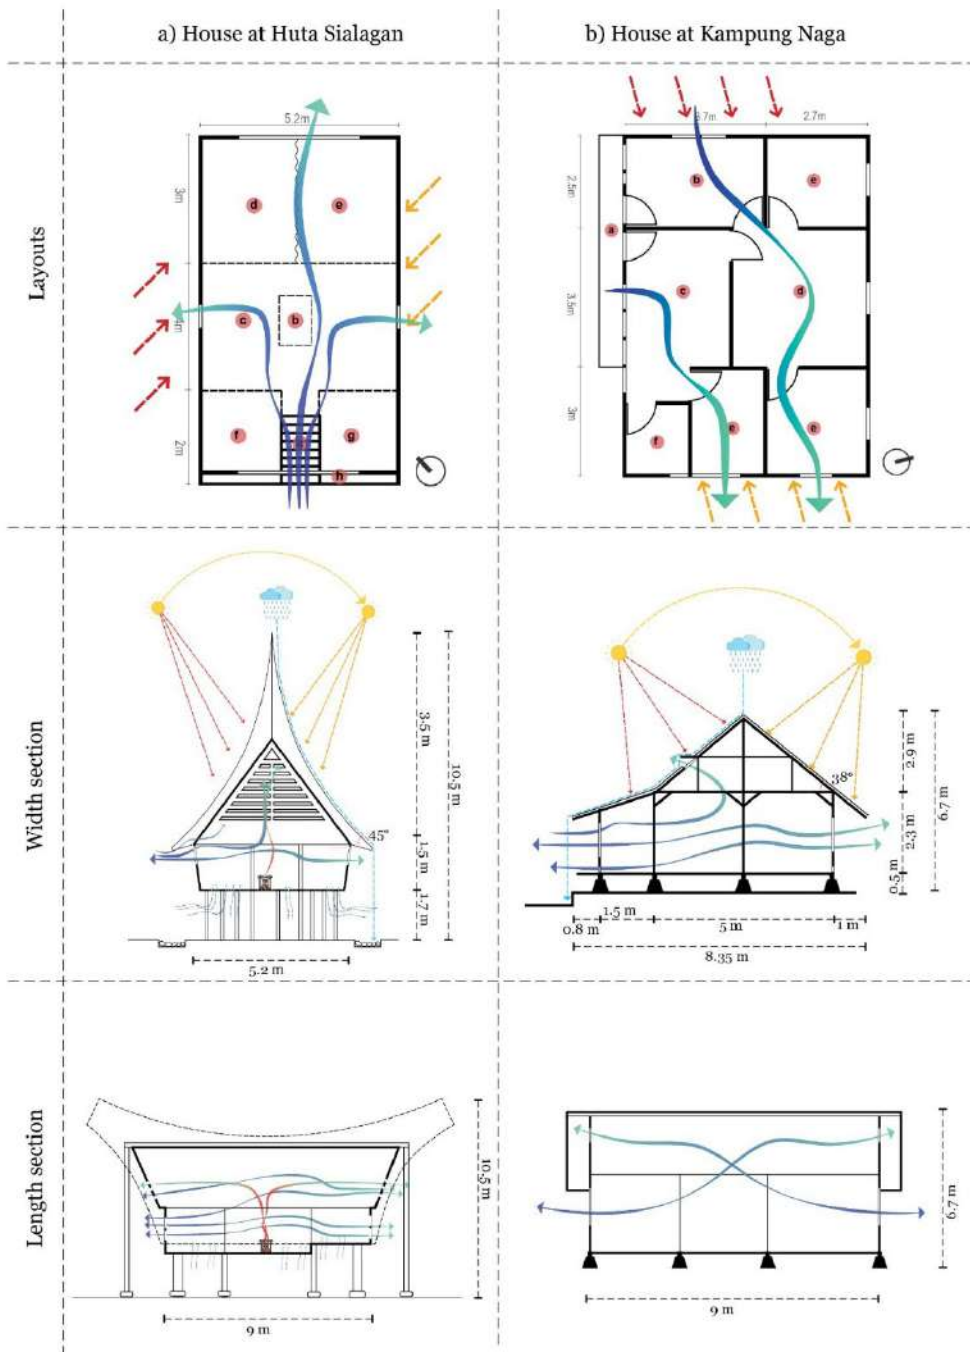 a) House at Huta Sialagan
b) House at Kampung Naga
Layouts
5.2m
3m
4m
2m
d
e
c
b
f
g
h
2.7m
2.5m
3.5m
3m
b
e
a
c
d
e
f
e
Width section
3.5 m
10.5 m
1.5 m
1.7 m
45°
5.2 m
38°
2.9 m
6.7 m
2.3 m
0.5 m
1.5 m
0.8 m
5 m
1 m
8.35 m
Length section
10.5 m
9 m
6.7 m
9 m